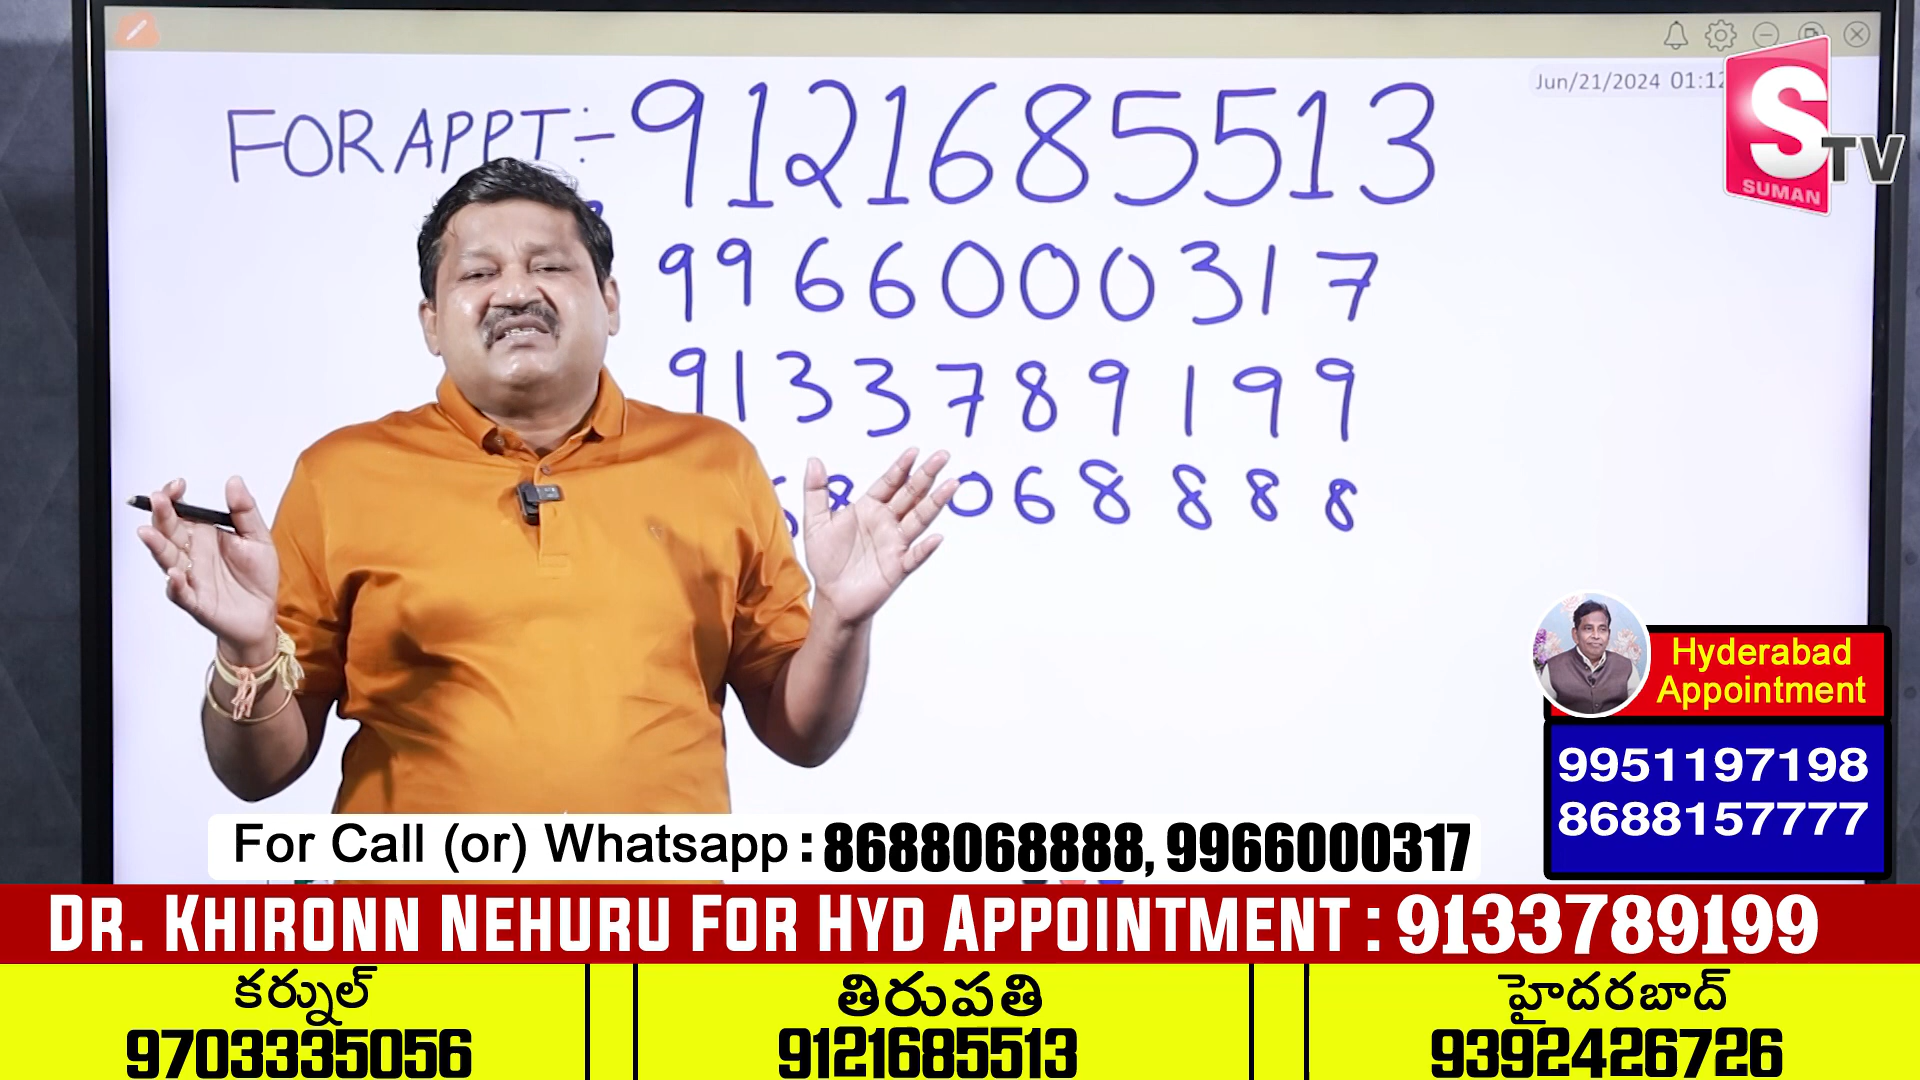 Jun/21/2024 01:12
S
TV
SUMAN
FOR APPT :- 9121685513
9966000317
9133789199
068888
Hyderabad
Appointment
9951197198
8688157777
For Call (or) Whatsapp : 8688068888, 9966000317
DR. KHIRONN NEHURU FOR HYD APPOINTMENT : 9133789199
కర్నుల్
9703335056
తిరుపతి
9121685513
హైదరబాద్
9392426726